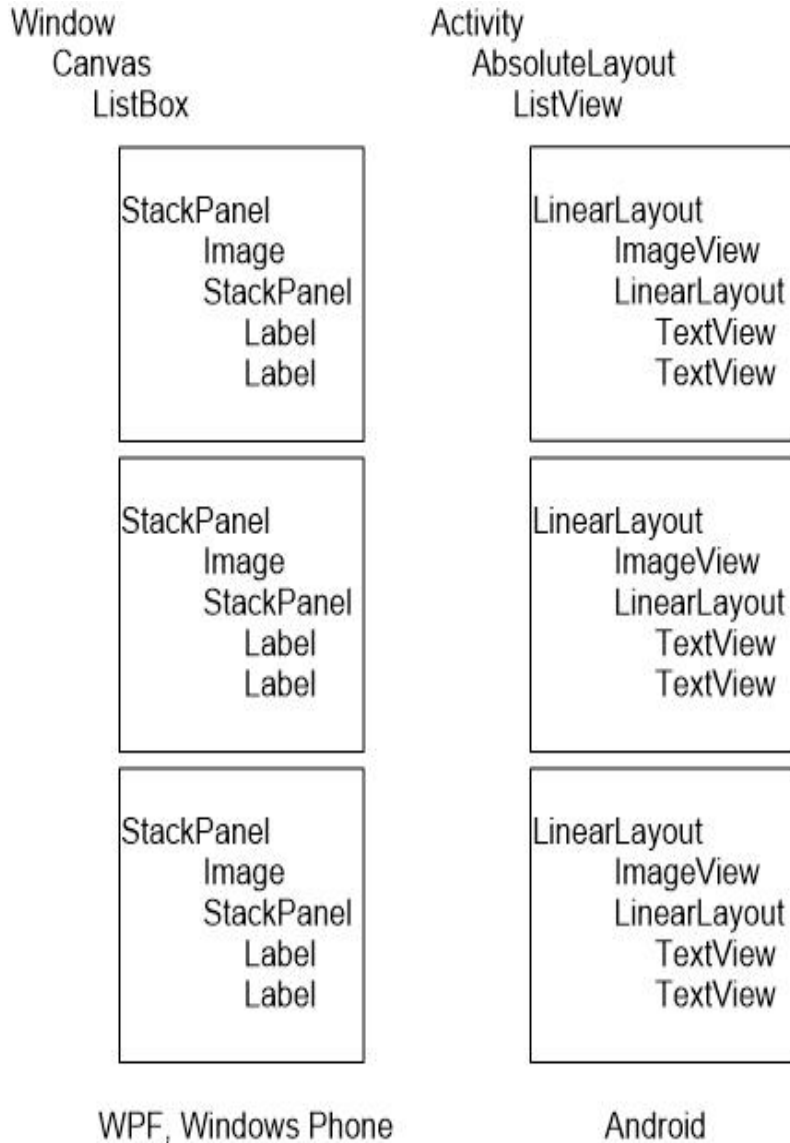 Window
Canvas
ListBox
StackPanel
Image
StackPanel
Label
Label
StackPanel
Image
StackPanel
Label
Label
StackPanel
Image
StackPanel
Label
Label
WPF, Windows Phone
Activity
AbsoluteLayout
ListView
LinearLayout
ImageView
LinearLayout
TextView
TextView
LinearLayout
ImageView
LinearLayout
TextView
TextView
LinearLayout
ImageView
LinearLayout
TextView
TextView
Android